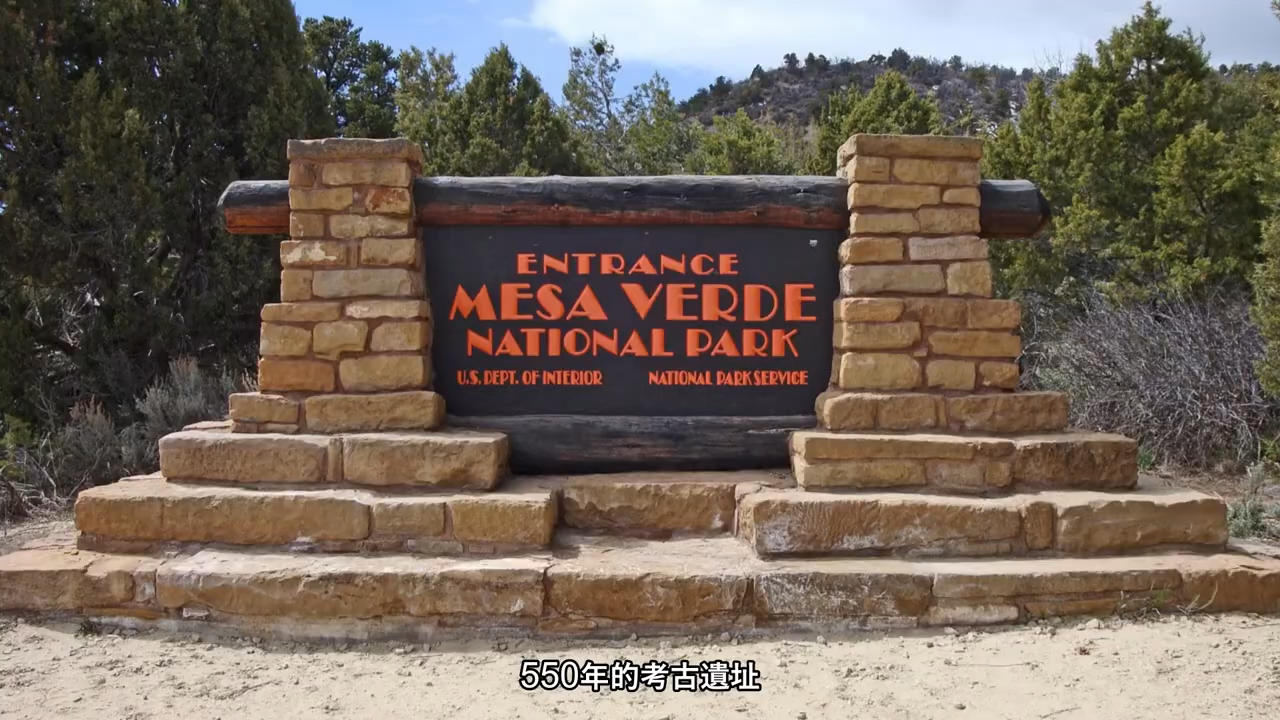 ENTRANCE
MESA VERDE
NATIONAL PARK
U.S. DEPT. OF INTERIOR NATIONAL PARK SERVICE
550年的考古遺址